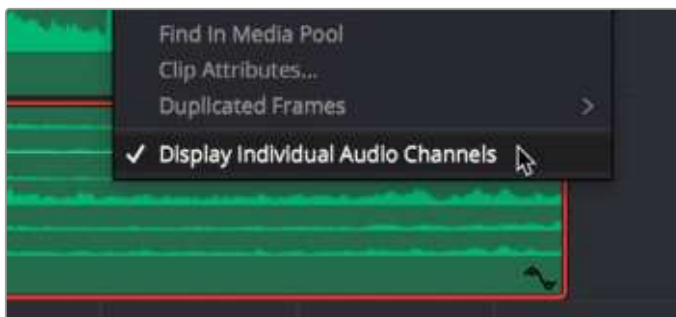 Find In Media Pool
Clip Attributes...
Duplicated Frames
Display Individual Audio Channels